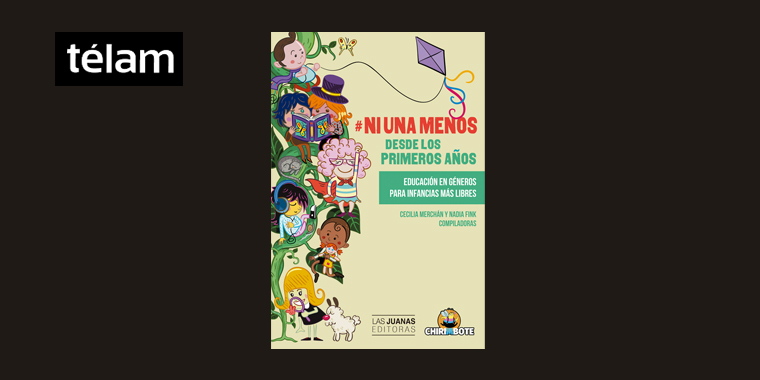 télam
#NI UNA MENOS
DESDE LOS
PRIMEROS AÑOS
EDUCACIÓN EN GÉNEROS
PARA INFANCIAS MÁS LIBRES
CECILIA MERCHÁN Y NADIA FINK
COMPILADORAS
LAS JUANAS
EDITORAS
CHIRIMBOTE